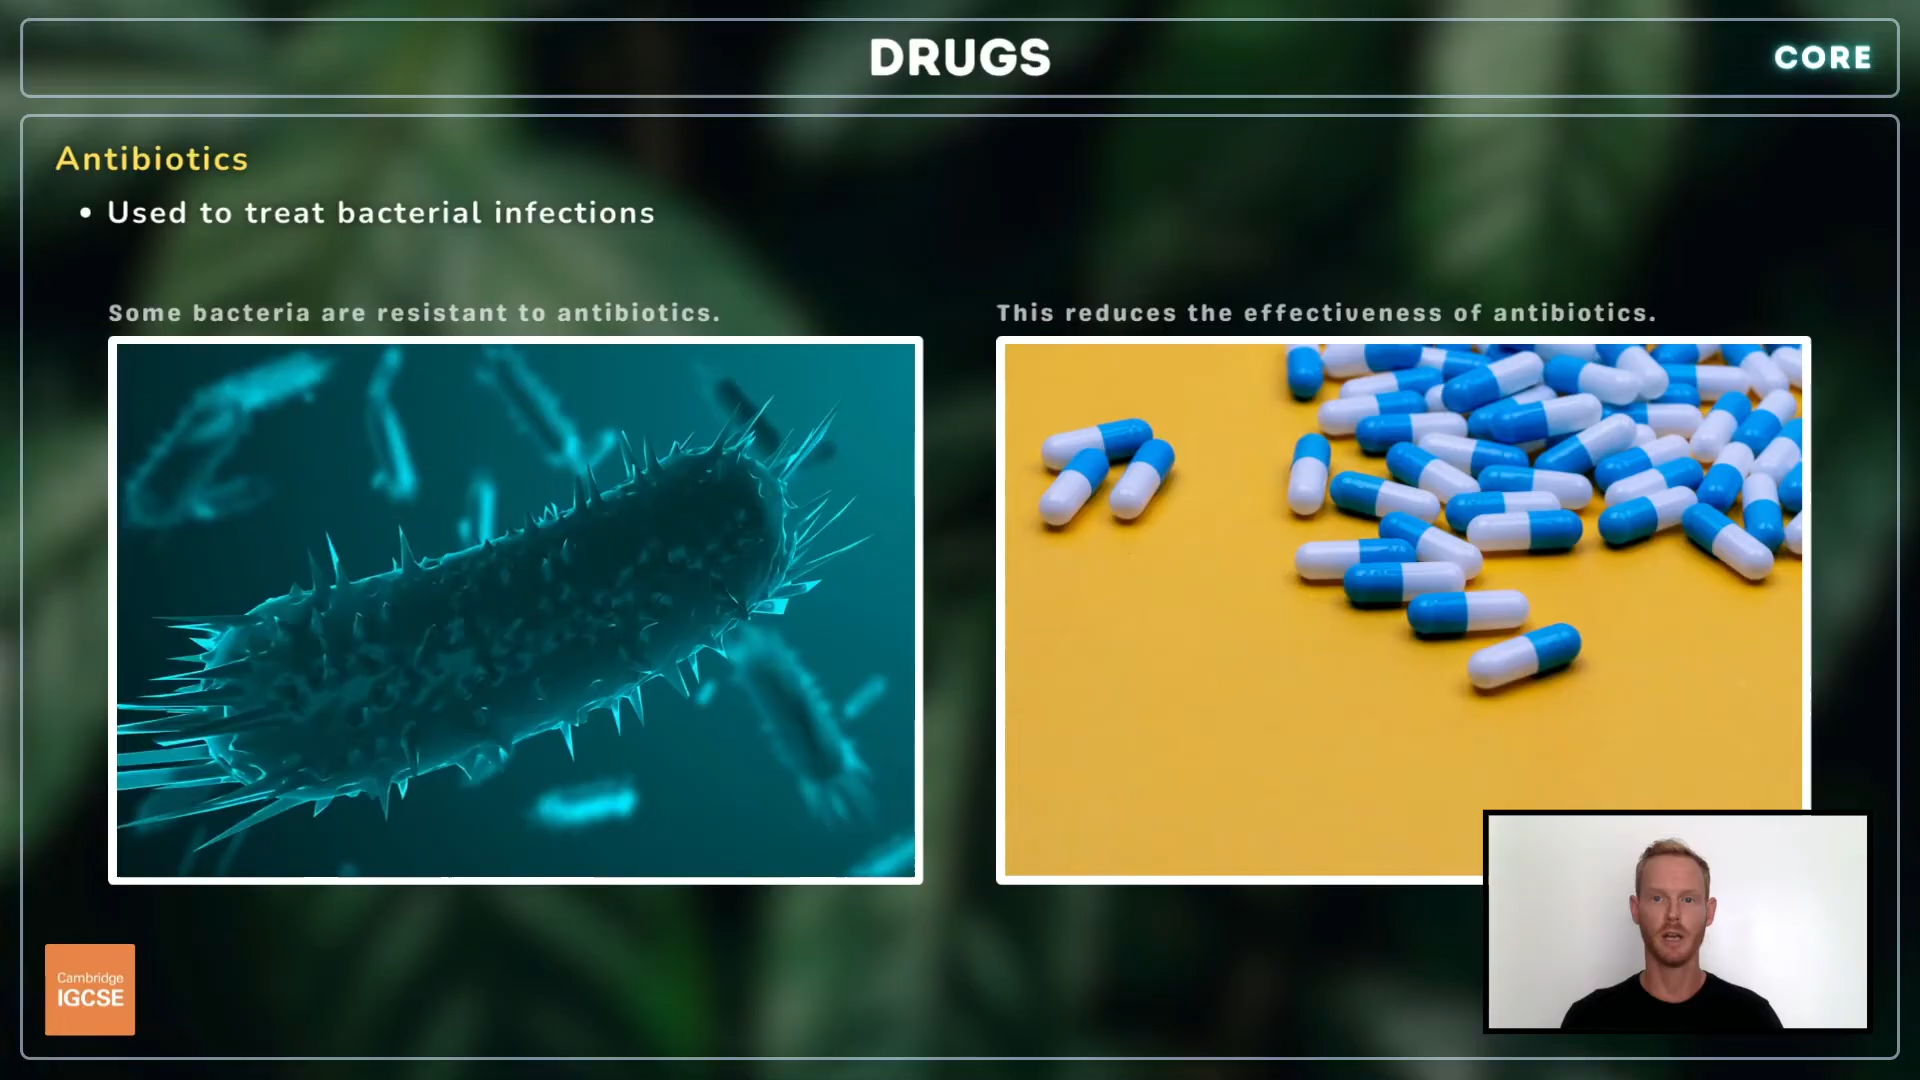 DRUGS
CORE
Antibiotics
• Used to treat bacterial infections
Some bacteria are resistant to antibiotics.
This reduces the effectiveness of antibiotics.
Cambridge
IGCSE